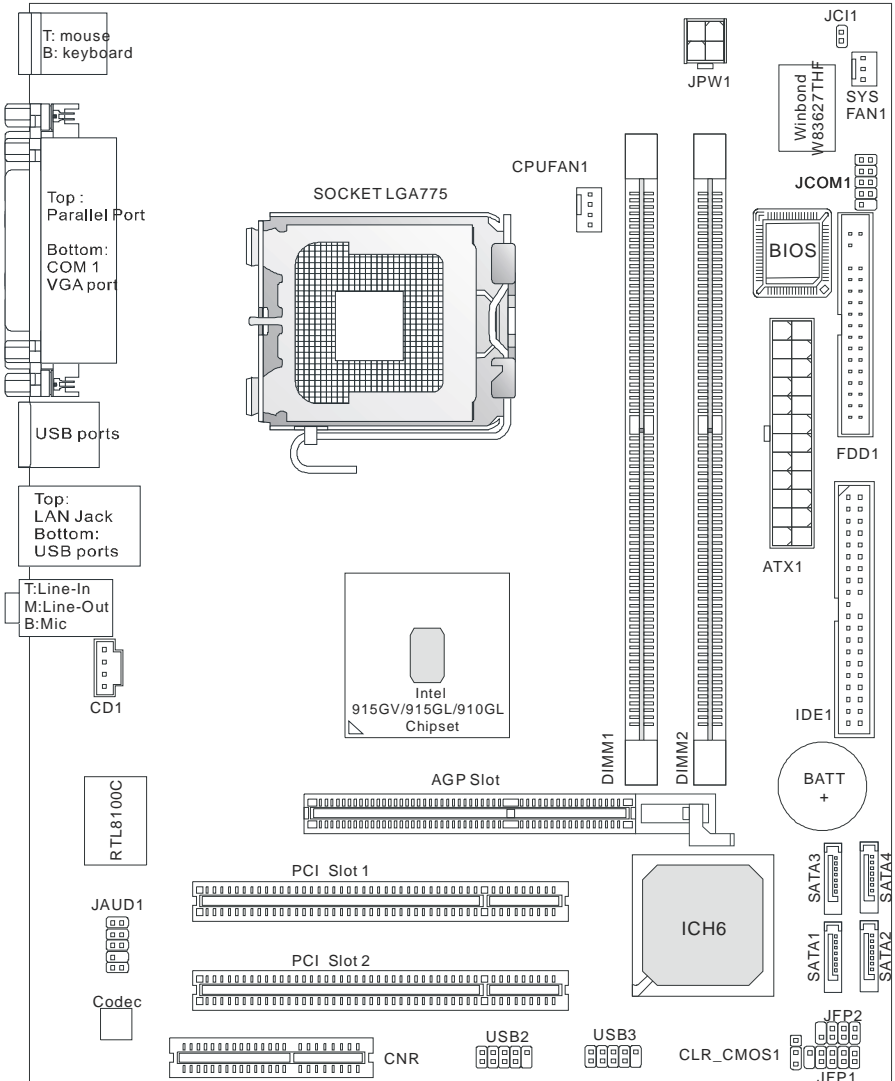 JCI1
T: mouse
B: keyboard
JPW1
Winbond
W83627THF
SYS
FAN1
CPUFAN1
JCOM1
SOCKET LGA775
Top :
Parallel Port
Bottom:
COM 1
VGA port
BIOS
USB ports
FDD1
Top:
LAN Jack
Bottom:
USB ports
ATX1
T:Line-In
M:Line-Out
B:Mic
CD1
Intel
915GV/915GL/910GL
Chipset
IDE1
DIMM1
DIMM2
AGP Slot
BATT
+
RTL8100C
PCI Slot 1
SATA3
SATA4
JAUD1
ICH6
SATA1
SATA2
PCI Slot 2
Codec
JFP2
USB2
USB3
CLR_CMOS1
CNR
JFP1